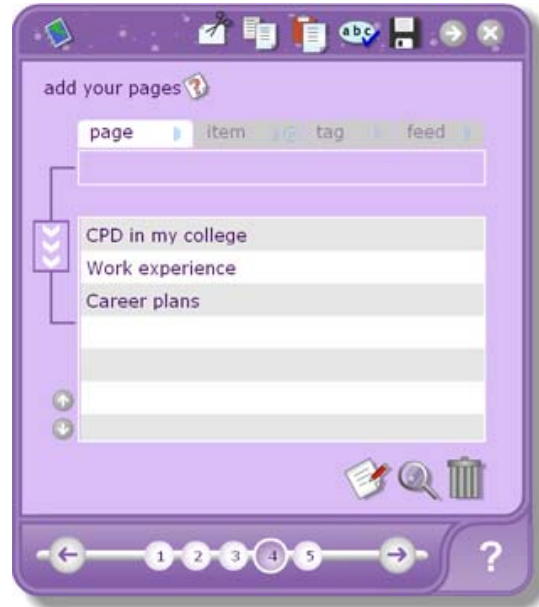 abc
add your pages ?
page item @ tag feed
CPD in my college
Work experience
Career plans
1 2 3 4 5
?